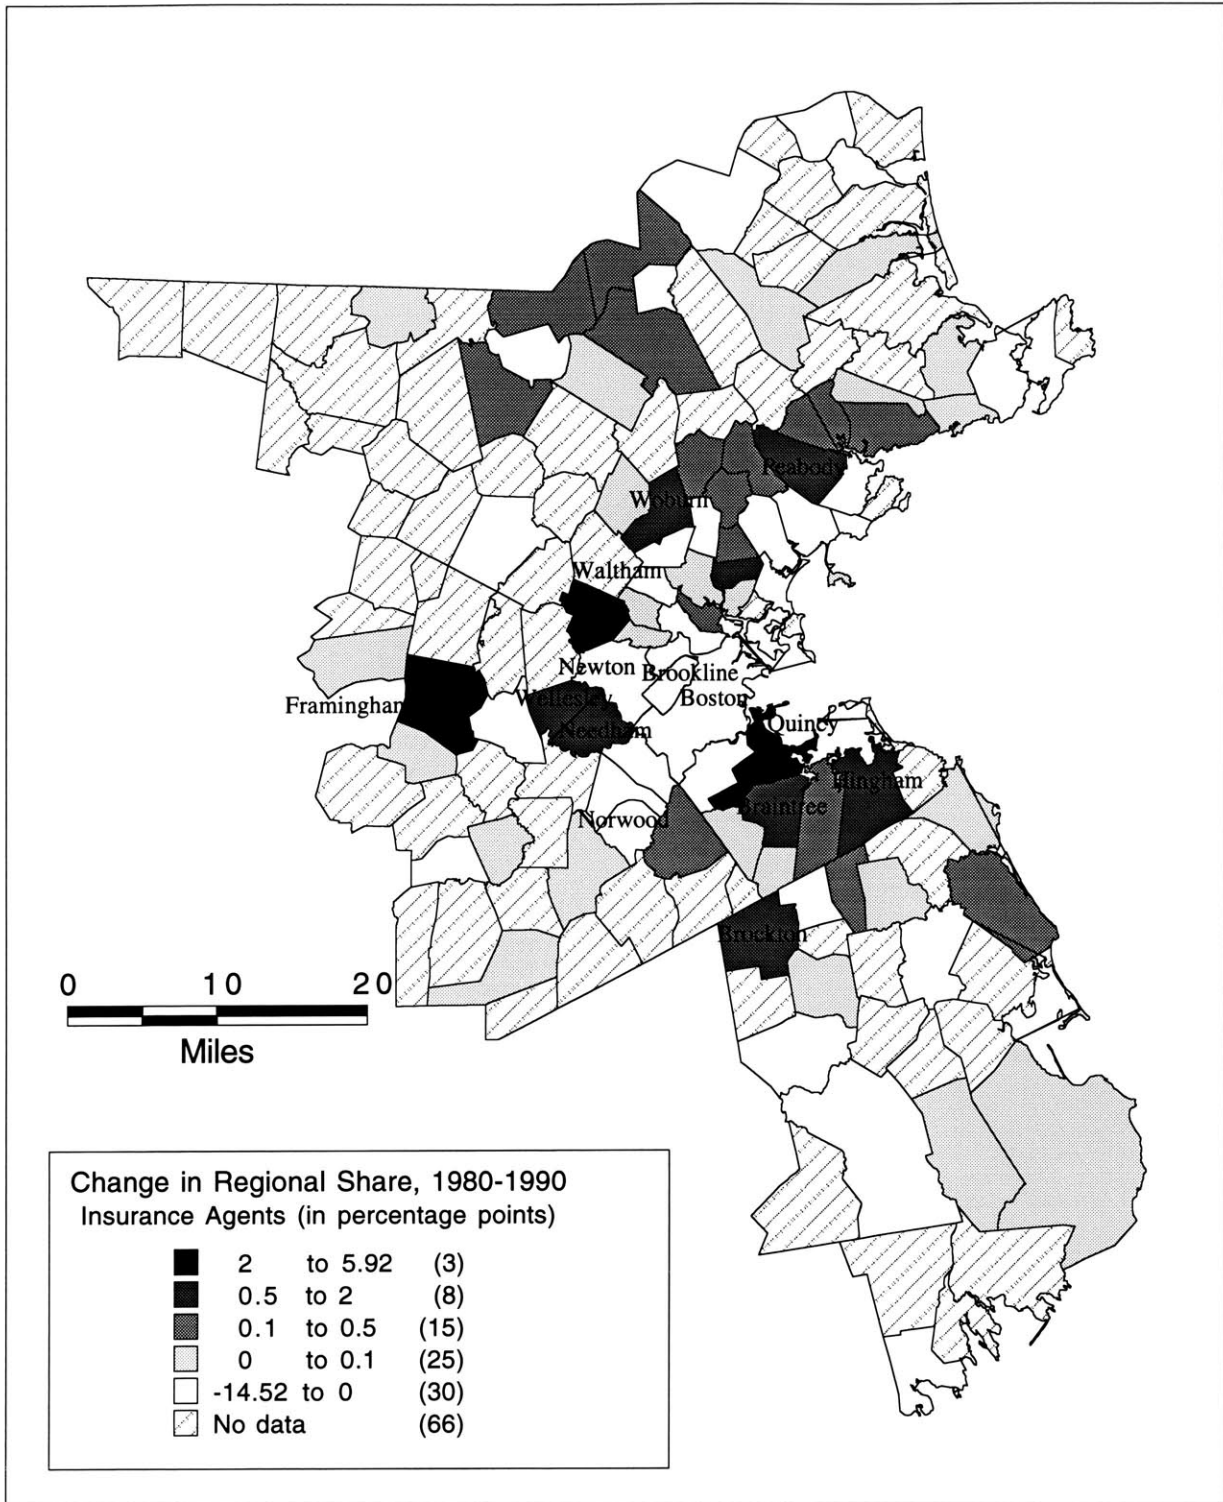 Peabody
Woburn
Waltham
Newton
Brookline
Framingham
Wellesley
Boston
Needham
Quincy
Hingham
Braintree
Norwood
Brockton
0 10 20
Miles
Change in Regional Share, 1980-1990
Insurance Agents (in percentage points)
2 to 5.92 (3)
0.5 to 2 (8)
0.1 to 0.5 (15)
0 to 0.1 (25)
-14.52 to 0 (30)
No data (66)